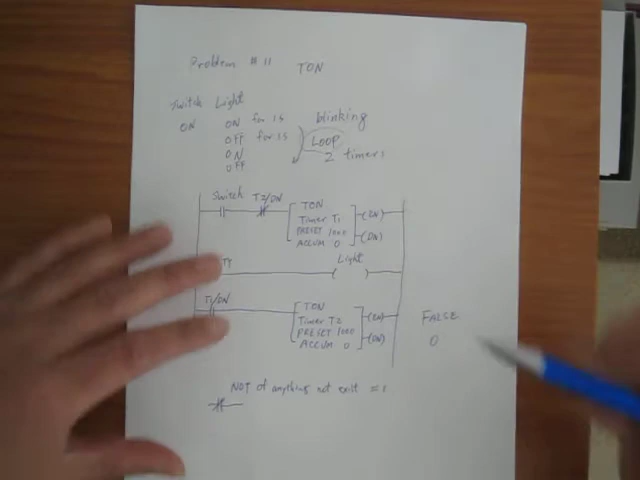 Problem # 11 TON
Switch Light
ON ON for 1s blinking
OFF for 1s LOOP
ON 2 timers
OFF
Switch T2/DN
TON
Timer T1 (EN)
PRESET 1000 (DN)
ACCUM 0
Light
T1/DN
TON
Timer T2 (EN)
PRESET 1000 (DN)
ACCUM 0
FALSE
0
NOT of anything not exit = 1